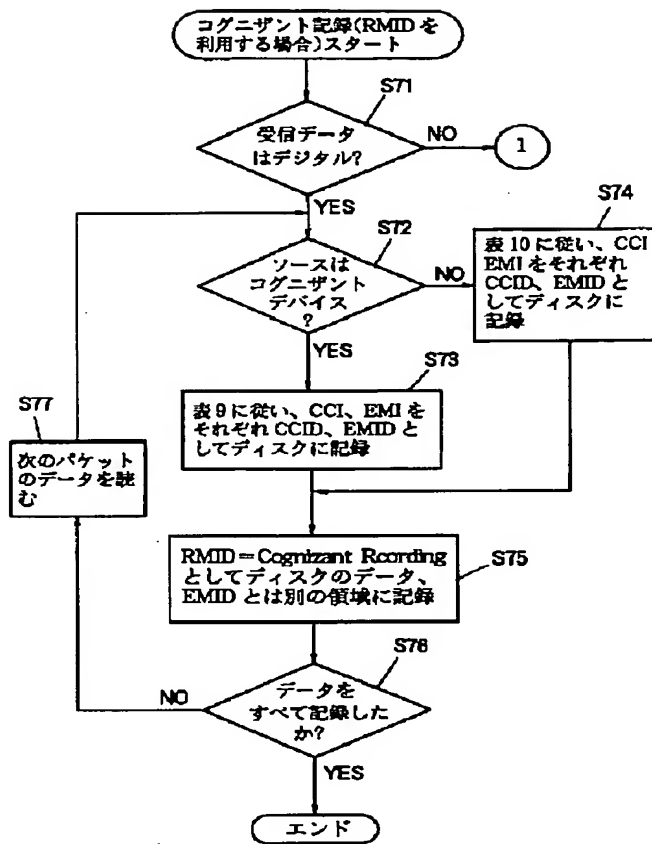 コグニザント記録(RMIDを
利用する場合)スタート
S71
受信データ
はデジタル?
NO
1
YES
S72
ソースは
コグニザント
デバイス
?
NO
S74
表10に従い、CCI
EMIをそれぞれ
CCID、EMIDと
してディスクに
記録
YES
S73
表9に従い、CCI、EMIを
それぞれCCID、EMIDと
してディスクに記録
S77
次のパケット
のデータを読
む
S75
RMID=Cognizant Rcording
としてディスクのデータ、
EMIDとは別の領域に記録
S76
データを
すべて記録した
か?
NO
YES
エンド